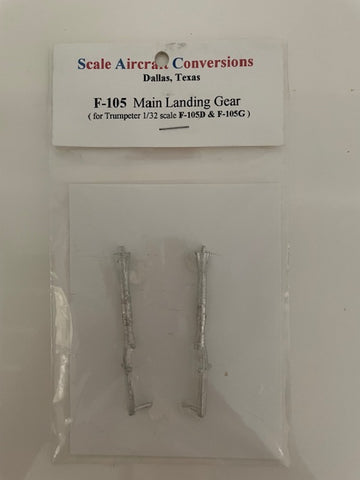 Scale Aircraft Conversions
Dallas, Texas
F-105 Main Landing Gear
( for Trumpeter 1/32 scale F-105D & F-105G )